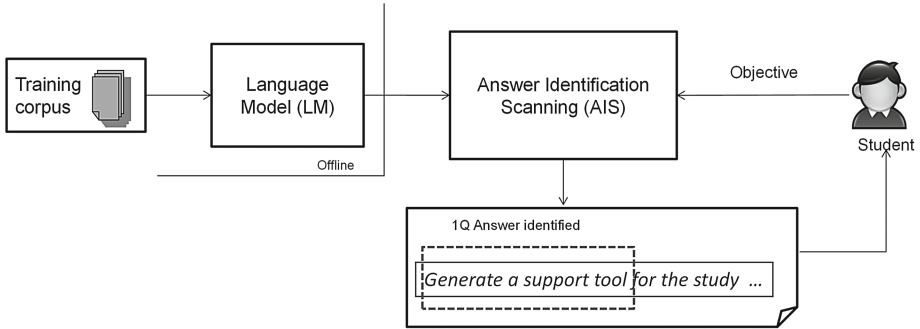 Training
corpus
Language
Model (LM)
Offline
Answer Identification
Scanning (AIS)
Objective
Student
1Q Answer identified
Generate a support tool for the study ...